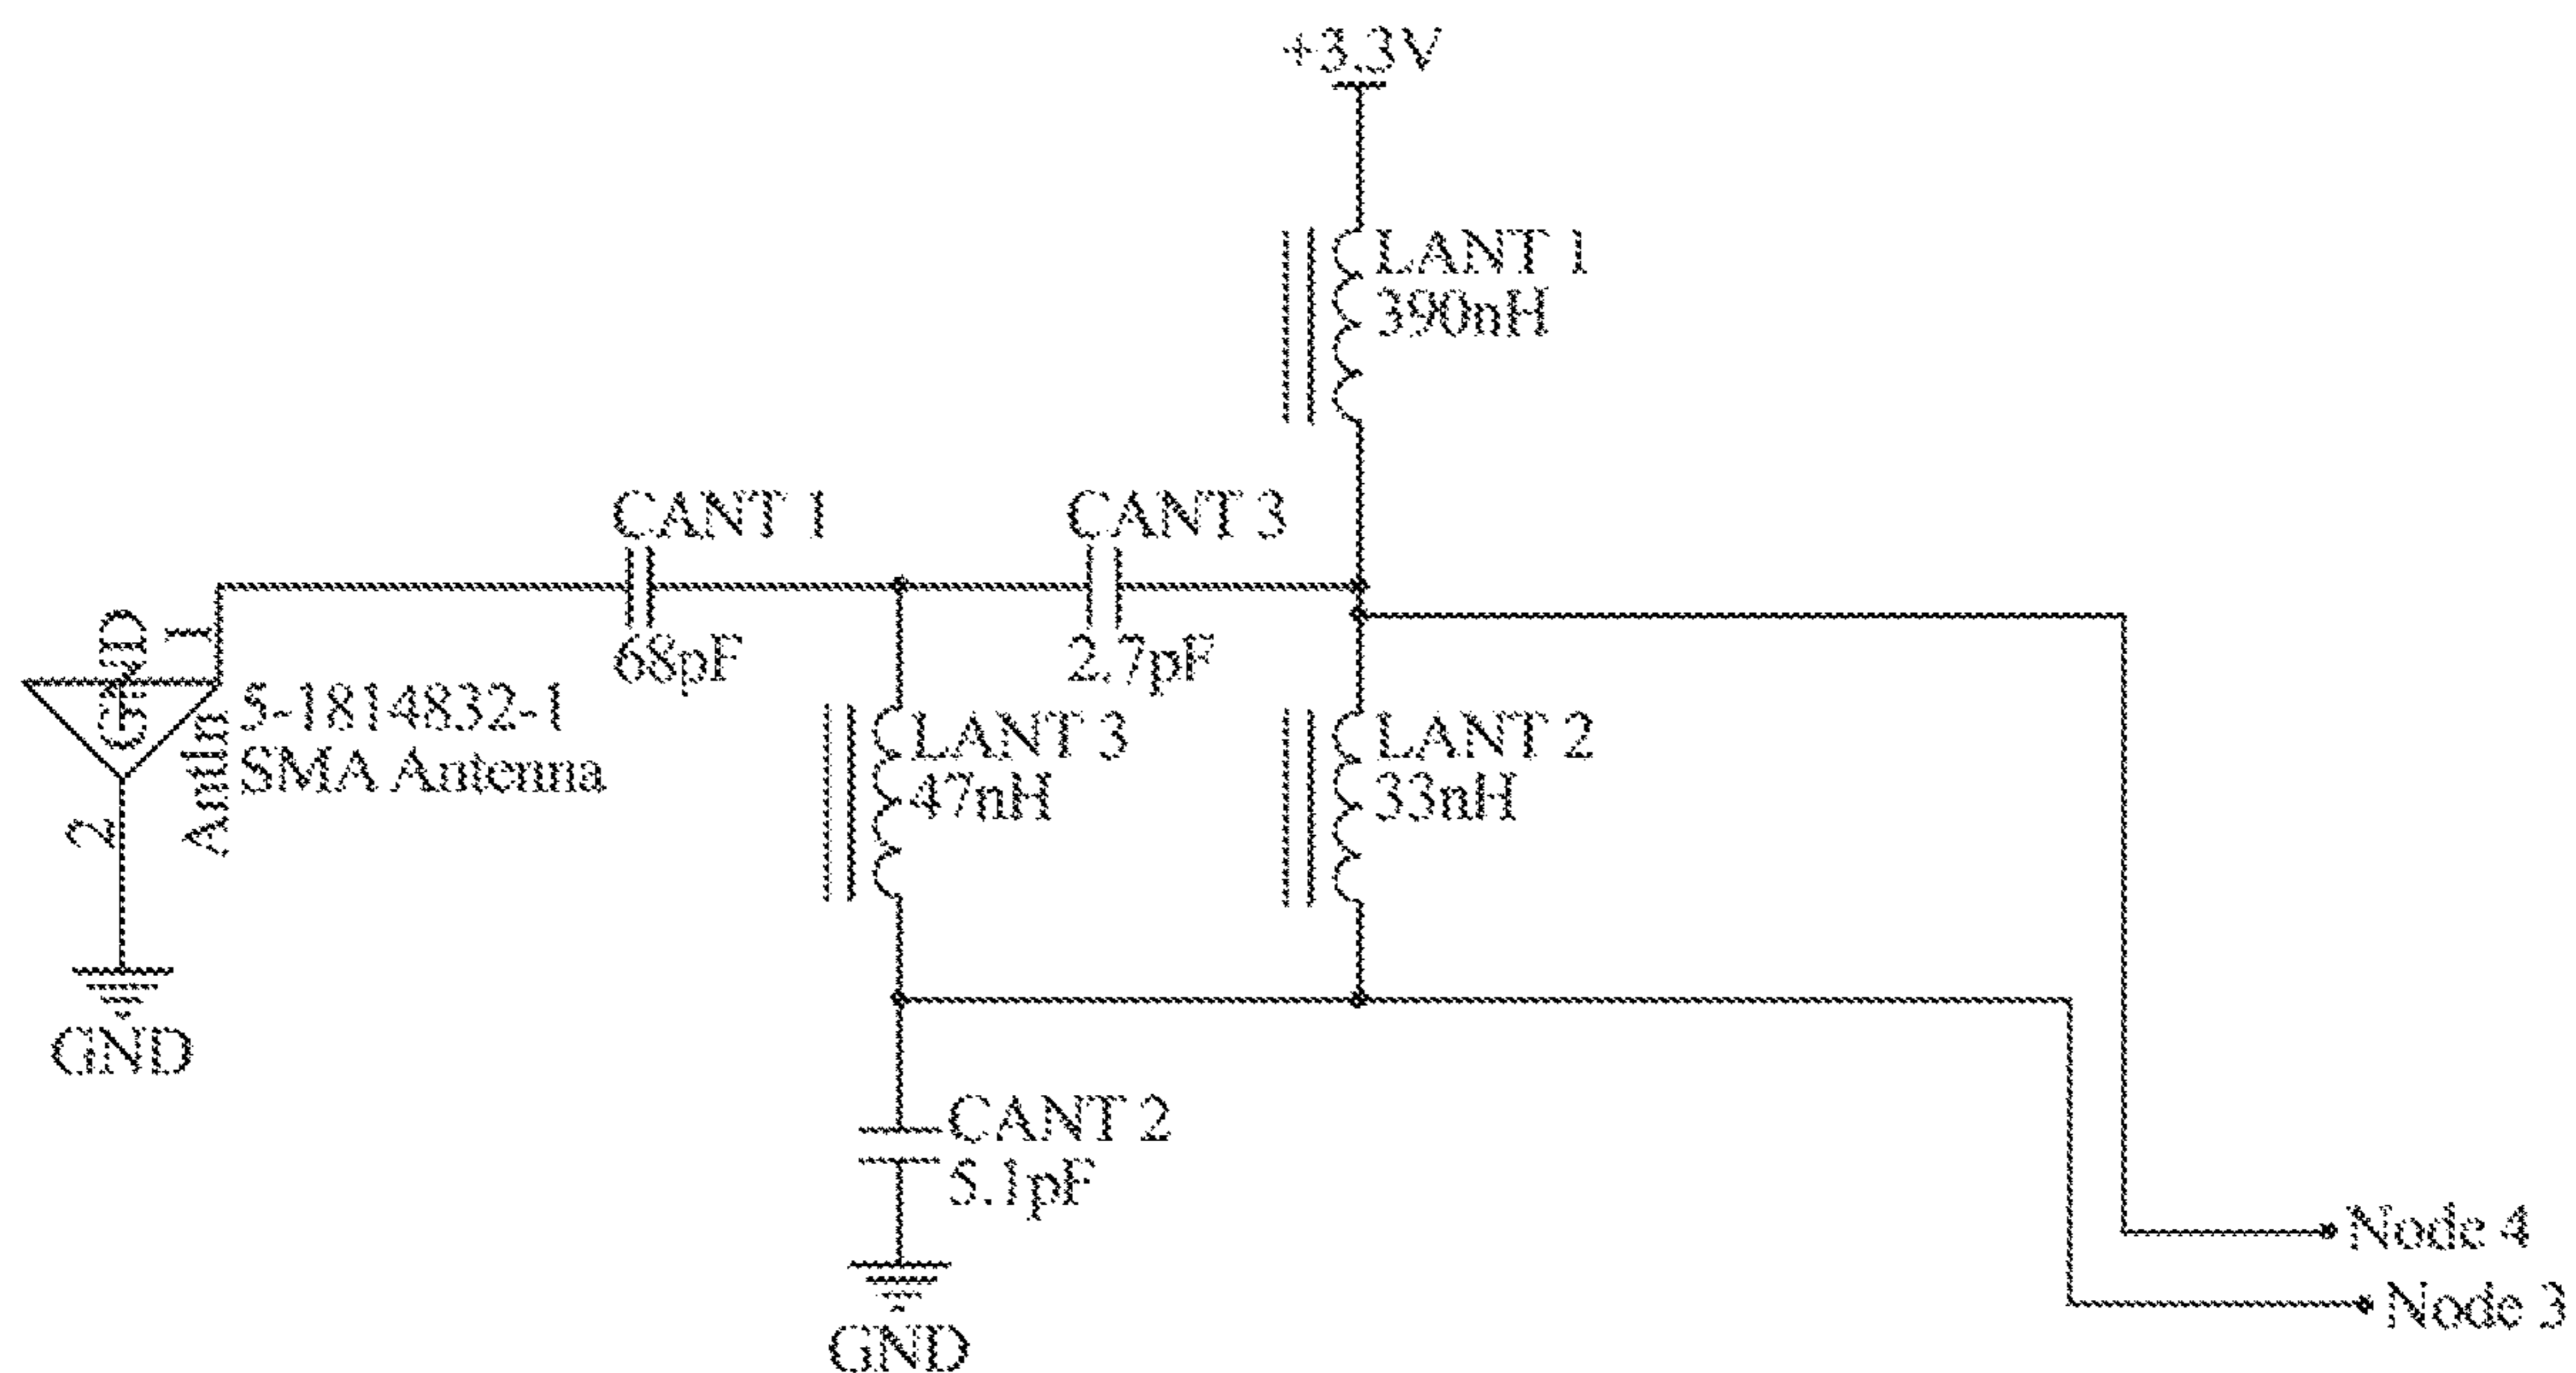 +3.3V
LANT 1
390nH
CANT 1
68pF
CANT 3
2.7pF
GND
1
AntIn
2
5-1814832-1
SMA Antenna
GND
LANT 3
47nH
LANT 2
33nH
CANT 2
5.1pF
GND
Node 4
Node 3